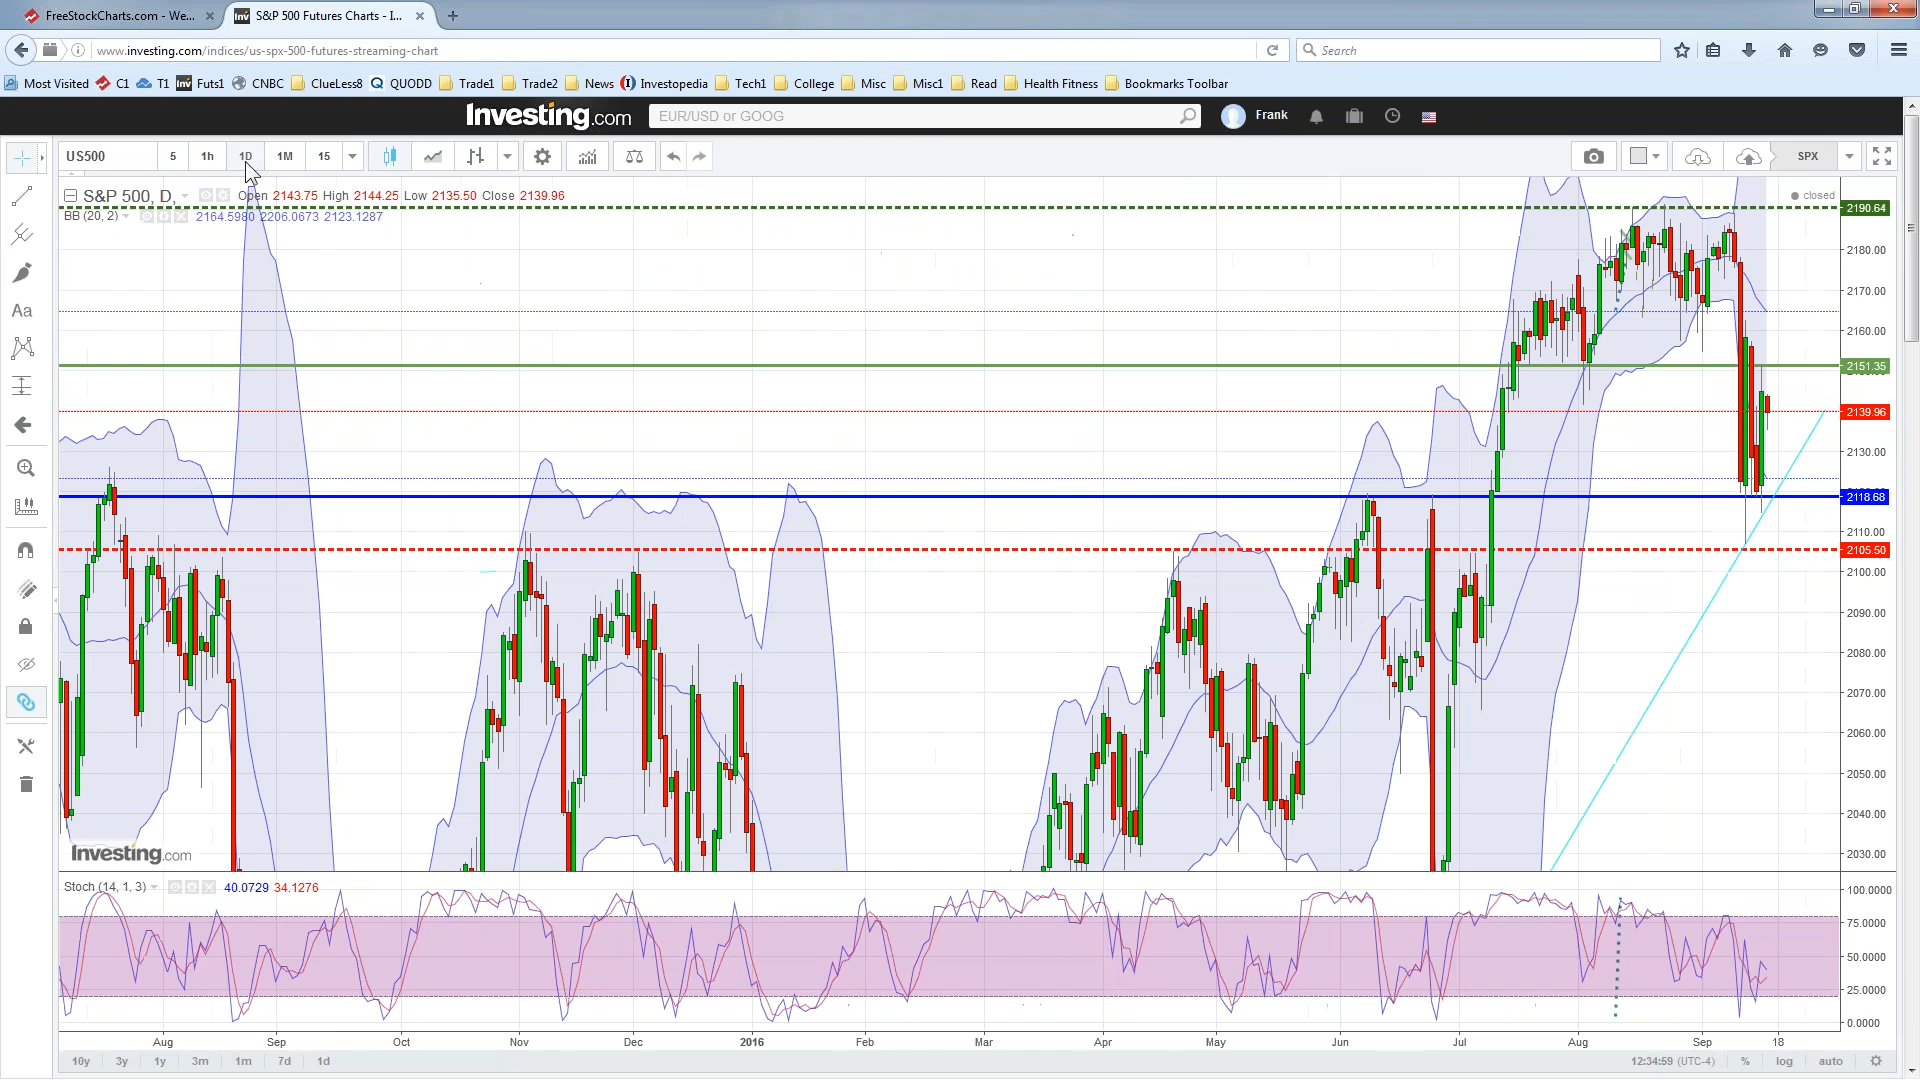 FreeStockCharts.com - We...
S&P 500 Futures Charts - I...
www.investing.com/indices/us-spx-500-futures-streaming-chart
Search
Most Visited C1 T1 Futs1 CNBC ClueLess8 QUODD Trade1 Trade2 News Investopedia Tech1 College Misc Misc1 Read Health Fitness Bookmarks Toolbar
Investing.com
EUR/USD or GOOG
Frank
US500 5 1h 1D 1M 15 SPX
S&P 500, D, Open 2143.75 High 2144.25 Low 2135.50 Close 2139.96
closed
BB (20, 2) 2164.5980 2206.0673 2123.1287
Aa
2190.64
2180.00
2170.00
2160.00
2151.35
2139.96
2130.00
2118.68
2110.00
2105.50
2100.00
2090.00
2080.00
2070.00
2060.00
2050.00
2040.00
2030.00
Investing.com
Stoch (14, 1, 3) 40.0729 34.1276
100.0000
75.0000
50.0000
25.0000
0.0000
Aug Sep Oct Nov Dec 2016 Feb Mar Apr May Jun Jul Aug Sep 18
10y 3y 1y 3m 1m 7d 1d 12:34:59 (UTC-4) % log auto